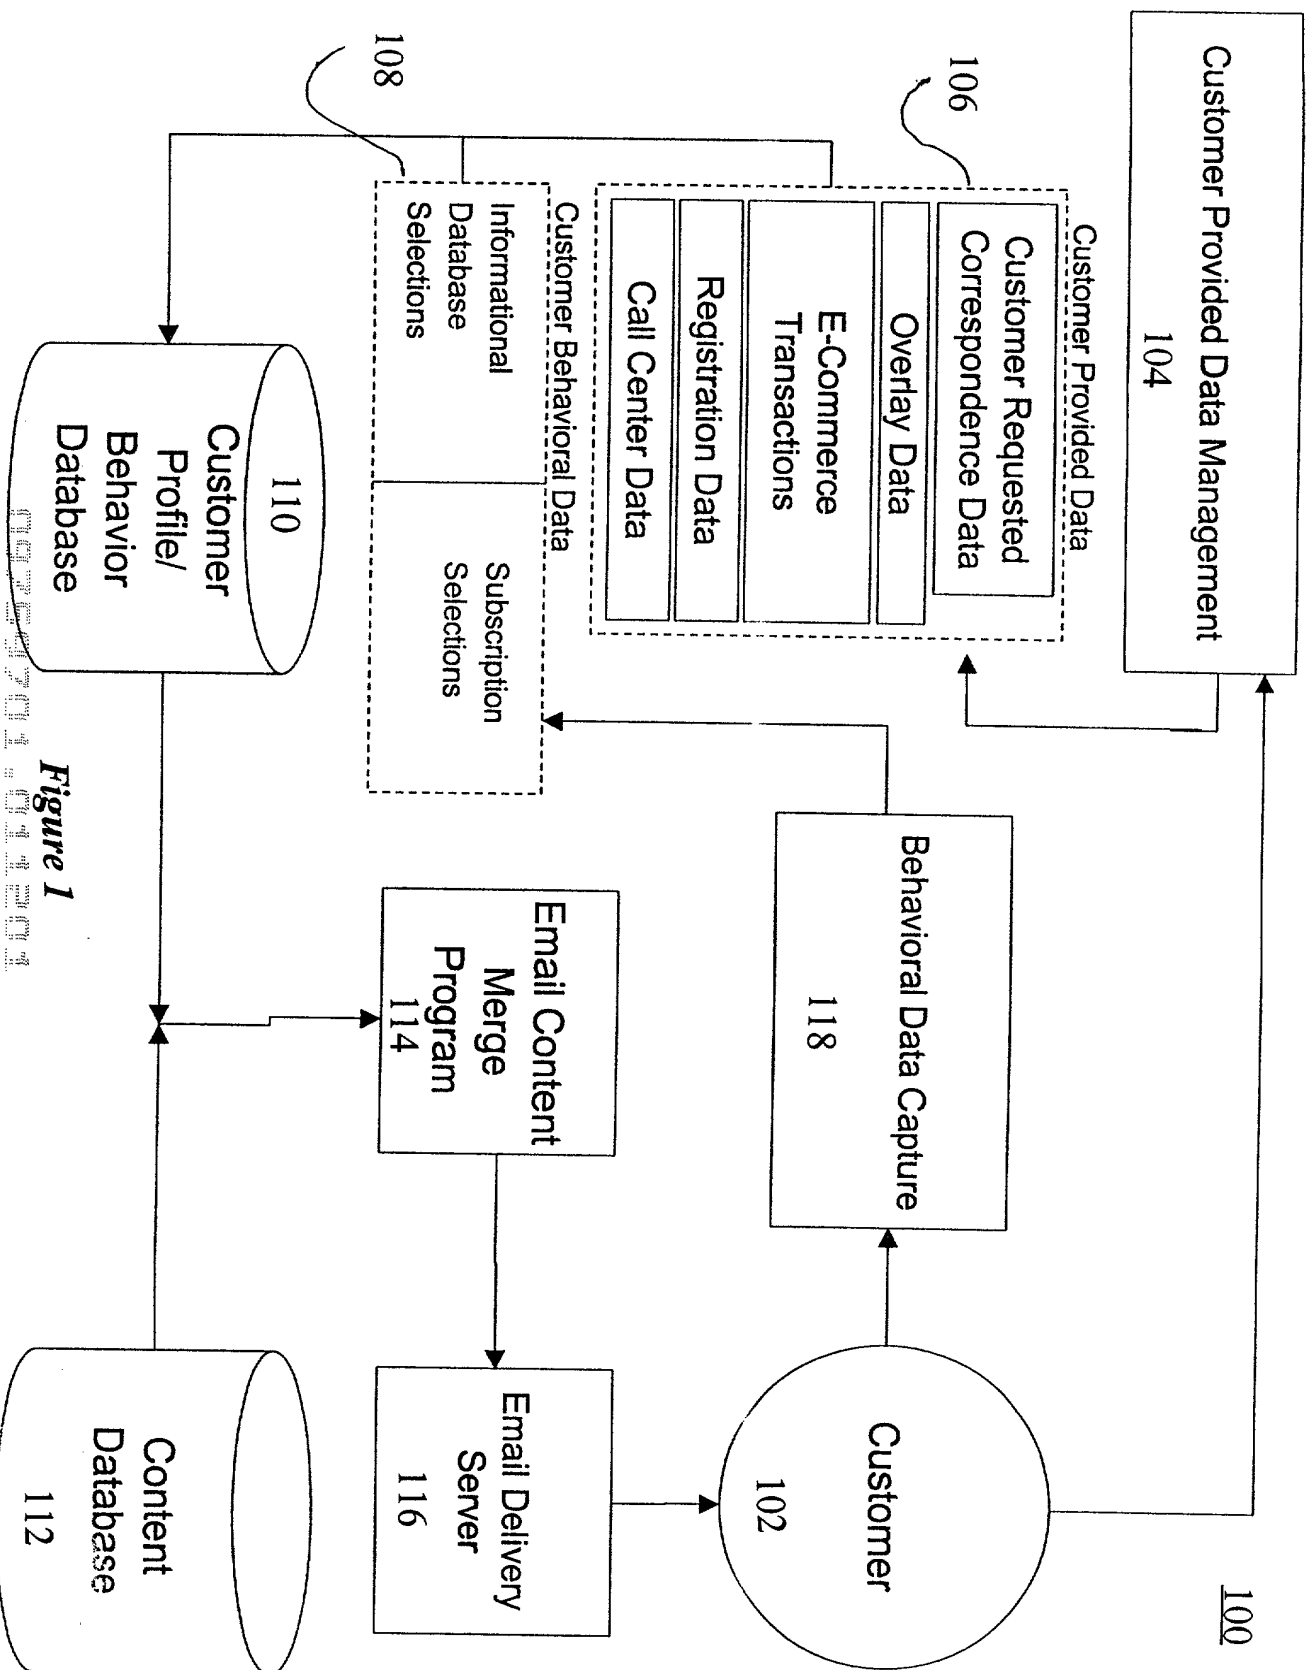 100
Customer Provided Data Management
104
Customer
102
106
Customer Provided Data
Customer Requested
Correspondence Data
Overlay Data
E-Commerce
Transactions
Registration Data
Call Center Data
Behavioral Data Capture
118
108
Customer Behavioral Data
Informational
Database
Selections
Subscription
Selections
Email Content
Merge
Program
114
Email Delivery
Server
116
110
Customer
Profile/
Behavior
Database
Content
Database
112
Figure 1